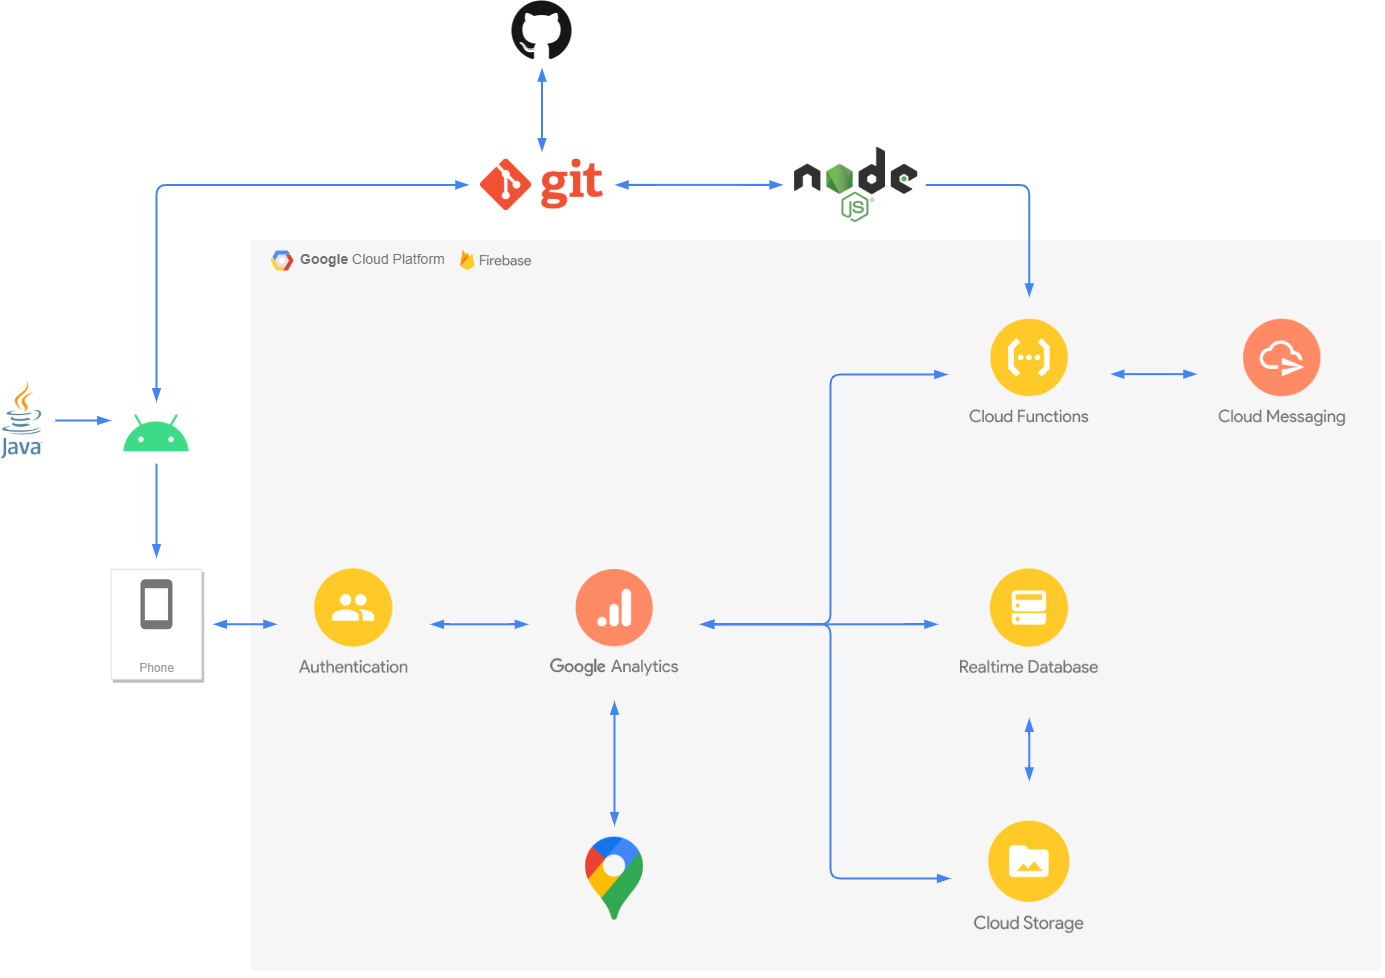 git
node
JS
Google Cloud Platform
Firebase
Java
Cloud Functions
Cloud Messaging
Phone
Authentication
Google Analytics
Realtime Database
Cloud Storage